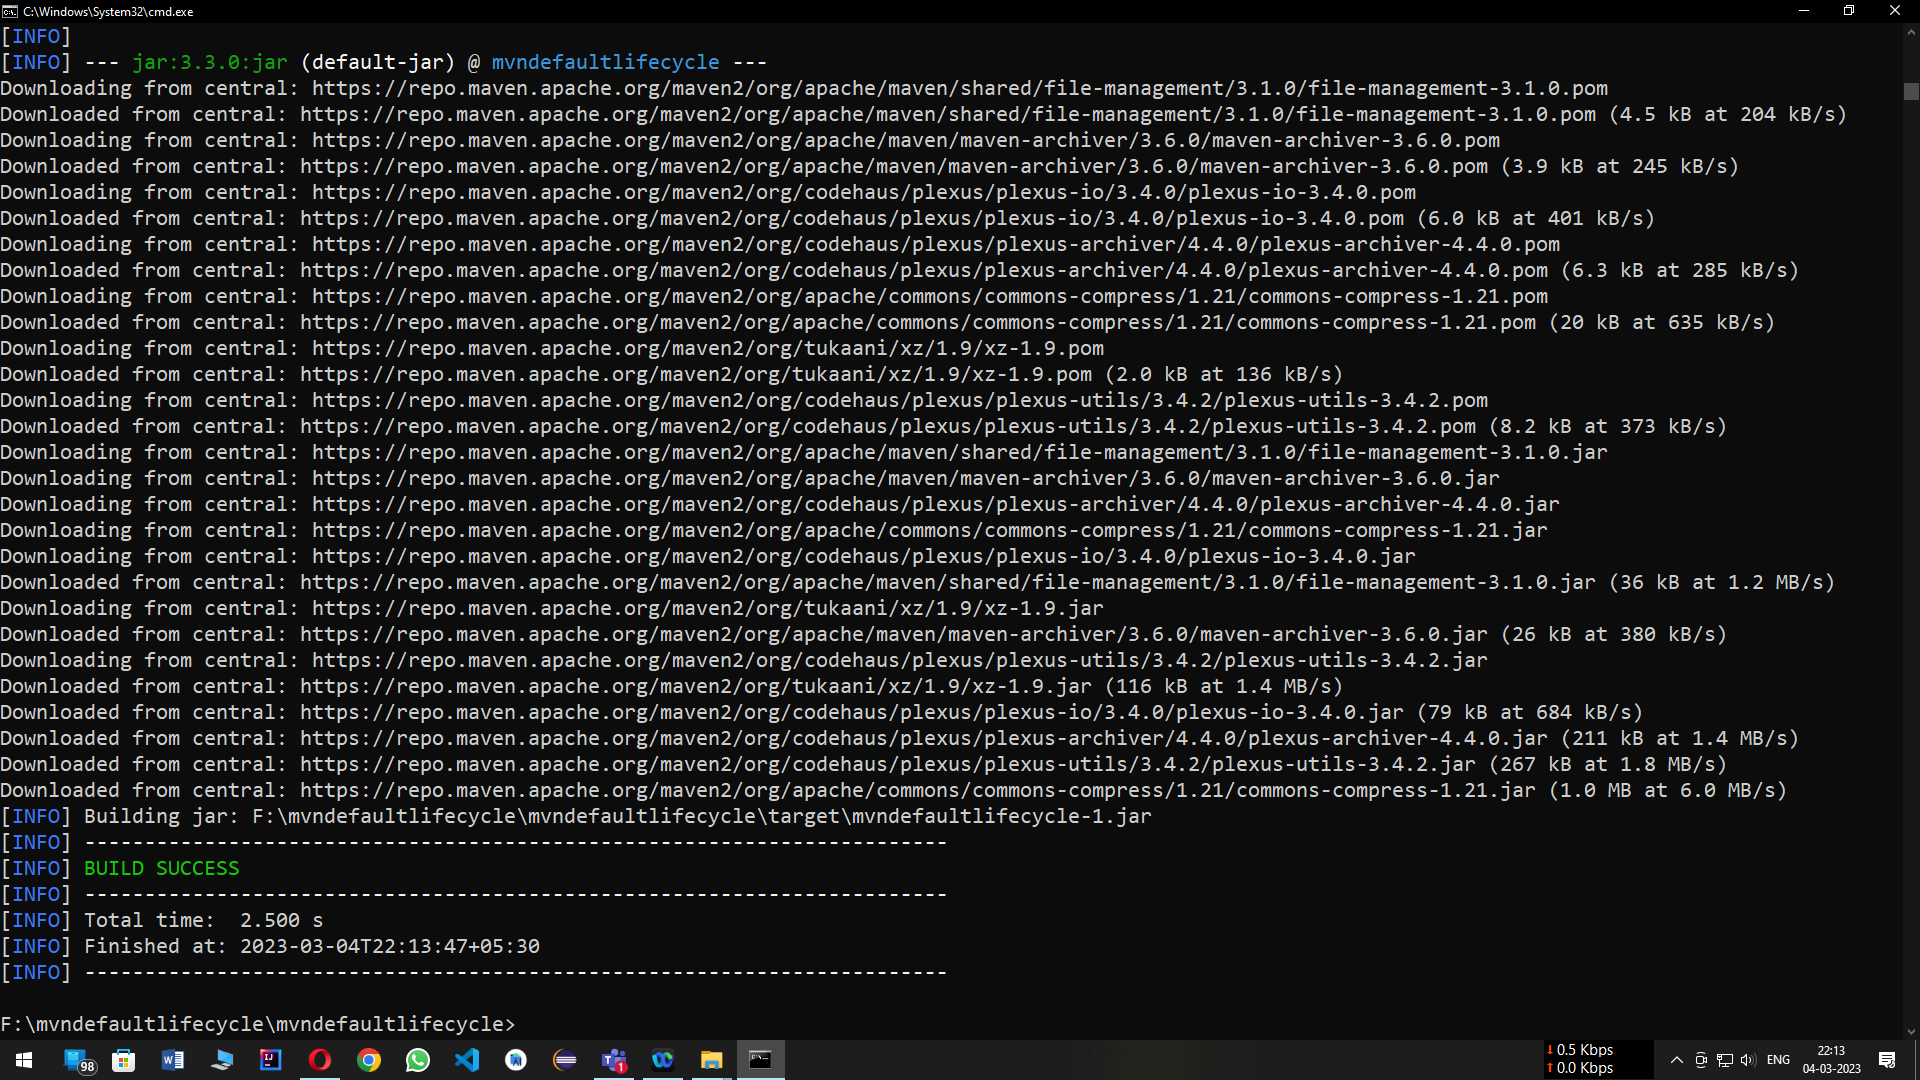 C:\Windows\System32\cmd.exe
[INFO]
[INFO] --- jar:3.3.0:jar (default-jar) @ mvndefaultlifecycle ---
Downloading from central: https://repo.maven.apache.org/maven2/org/apache/maven/shared/file-management/3.1.0/file-management-3.1.0.pom
Downloaded from central: https://repo.maven.apache.org/maven2/org/apache/maven/shared/file-management/3.1.0/file-management-3.1.0.pom (4.5 kB at 204 kB/s)
Downloading from central: https://repo.maven.apache.org/maven2/org/apache/maven/maven-archiver/3.6.0/maven-archiver-3.6.0.pom
Downloaded from central: https://repo.maven.apache.org/maven2/org/apache/maven/maven-archiver/3.6.0/maven-archiver-3.6.0.pom (3.9 kB at 245 kB/s)
Downloading from central: https://repo.maven.apache.org/maven2/org/codehaus/plexus/plexus-io/3.4.0/plexus-io-3.4.0.pom
Downloaded from central: https://repo.maven.apache.org/maven2/org/codehaus/plexus/plexus-io/3.4.0/plexus-io-3.4.0.pom (6.0 kB at 401 kB/s)
Downloading from central: https://repo.maven.apache.org/maven2/org/codehaus/plexus/plexus-archiver/4.4.0/plexus-archiver-4.4.0.pom
Downloaded from central: https://repo.maven.apache.org/maven2/org/codehaus/plexus/plexus-archiver/4.4.0/plexus-archiver-4.4.0.pom (6.3 kB at 285 kB/s)
Downloading from central: https://repo.maven.apache.org/maven2/org/apache/commons/commons-compress/1.21/commons-compress-1.21.pom
Downloaded from central: https://repo.maven.apache.org/maven2/org/apache/commons/commons-compress/1.21/commons-compress-1.21.pom (20 kB at 635 kB/s)
Downloading from central: https://repo.maven.apache.org/maven2/org/tukaani/xz/1.9/xz-1.9.pom
Downloaded from central: https://repo.maven.apache.org/maven2/org/tukaani/xz/1.9/xz-1.9.pom (2.0 kB at 136 kB/s)
Downloading from central: https://repo.maven.apache.org/maven2/org/codehaus/plexus/plexus-utils/3.4.2/plexus-utils-3.4.2.pom
Downloaded from central: https://repo.maven.apache.org/maven2/org/codehaus/plexus/plexus-utils/3.4.2/plexus-utils-3.4.2.pom (8.2 kB at 373 kB/s)
Downloading from central: https://repo.maven.apache.org/maven2/org/apache/maven/shared/file-management/3.1.0/file-management-3.1.0.jar
Downloading from central: https://repo.maven.apache.org/maven2/org/apache/maven/maven-archiver/3.6.0/maven-archiver-3.6.0.jar
Downloading from central: https://repo.maven.apache.org/maven2/org/codehaus/plexus/plexus-archiver/4.4.0/plexus-archiver-4.4.0.jar
Downloading from central: https://repo.maven.apache.org/maven2/org/apache/commons/commons-compress/1.21/commons-compress-1.21.jar
Downloading from central: https://repo.maven.apache.org/maven2/org/codehaus/plexus/plexus-io/3.4.0/plexus-io-3.4.0.jar
Downloaded from central: https://repo.maven.apache.org/maven2/org/apache/maven/shared/file-management/3.1.0/file-management-3.1.0.jar (36 kB at 1.2 MB/s)
Downloading from central: https://repo.maven.apache.org/maven2/org/tukaani/xz/1.9/xz-1.9.jar
Downloaded from central: https://repo.maven.apache.org/maven2/org/apache/maven/maven-archiver/3.6.0/maven-archiver-3.6.0.jar (26 kB at 380 kB/s)
Downloading from central: https://repo.maven.apache.org/maven2/org/codehaus/plexus/plexus-utils/3.4.2/plexus-utils-3.4.2.jar
Downloaded from central: https://repo.maven.apache.org/maven2/org/tukaani/xz/1.9/xz-1.9.jar (116 kB at 1.4 MB/s)
Downloaded from central: https://repo.maven.apache.org/maven2/org/codehaus/plexus/plexus-io/3.4.0/plexus-io-3.4.0.jar (79 kB at 684 kB/s)
Downloaded from central: https://repo.maven.apache.org/maven2/org/codehaus/plexus/plexus-archiver/4.4.0/plexus-archiver-4.4.0.jar (211 kB at 1.4 MB/s)
Downloaded from central: https://repo.maven.apache.org/maven2/org/codehaus/plexus/plexus-utils/3.4.2/plexus-utils-3.4.2.jar (267 kB at 1.8 MB/s)
Downloaded from central: https://repo.maven.apache.org/maven2/org/apache/commons/commons-compress/1.21/commons-compress-1.21.jar (1.0 MB at 6.0 MB/s)
[INFO] Building jar: F:\mvndefaultlifecycle\mvndefaultlifecycle\target\mvndefaultlifecycle-1.jar
[INFO] ------------------------------------------------------------------------
[INFO] BUILD SUCCESS
[INFO] ------------------------------------------------------------------------
[INFO] Total time:  2.500 s
[INFO] Finished at: 2023-03-04T22:13:47+05:30
[INFO] ------------------------------------------------------------------------
F:\mvndefaultlifecycle\mvndefaultlifecycle>
98
1
↓ 0.5 Kbps
↑ 0.0 Kbps
ENG
22:13
04-03-2023